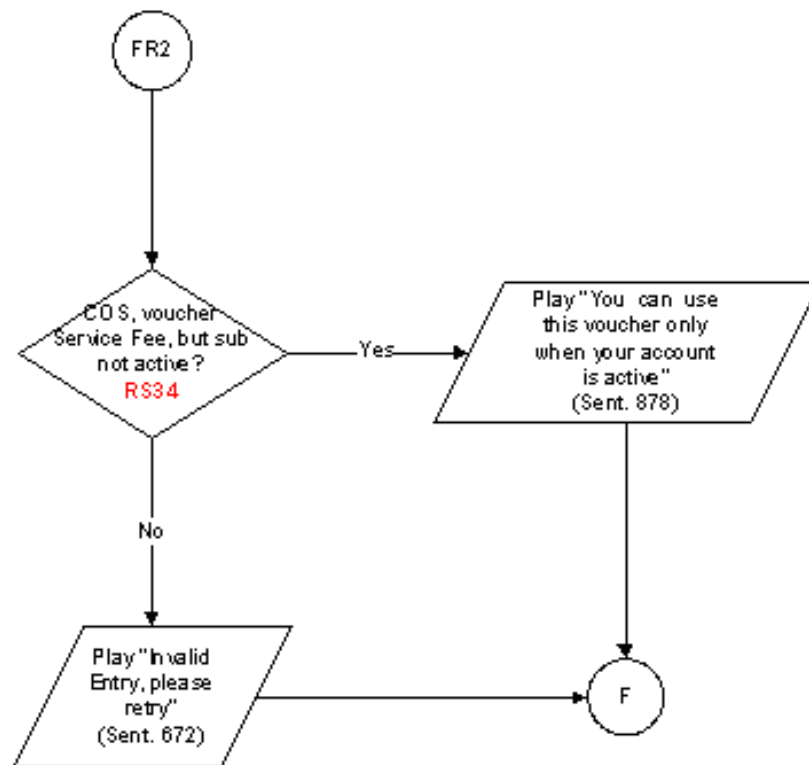 FR2
COS, voucher
Service Fee, but sub
not active?
RS34
Yes
Play "You can use
this voucher only
when your account
is active"
(Sent. 878)
No
Play "Invalid
Entry, please
retry"
(Sent. 672)
F